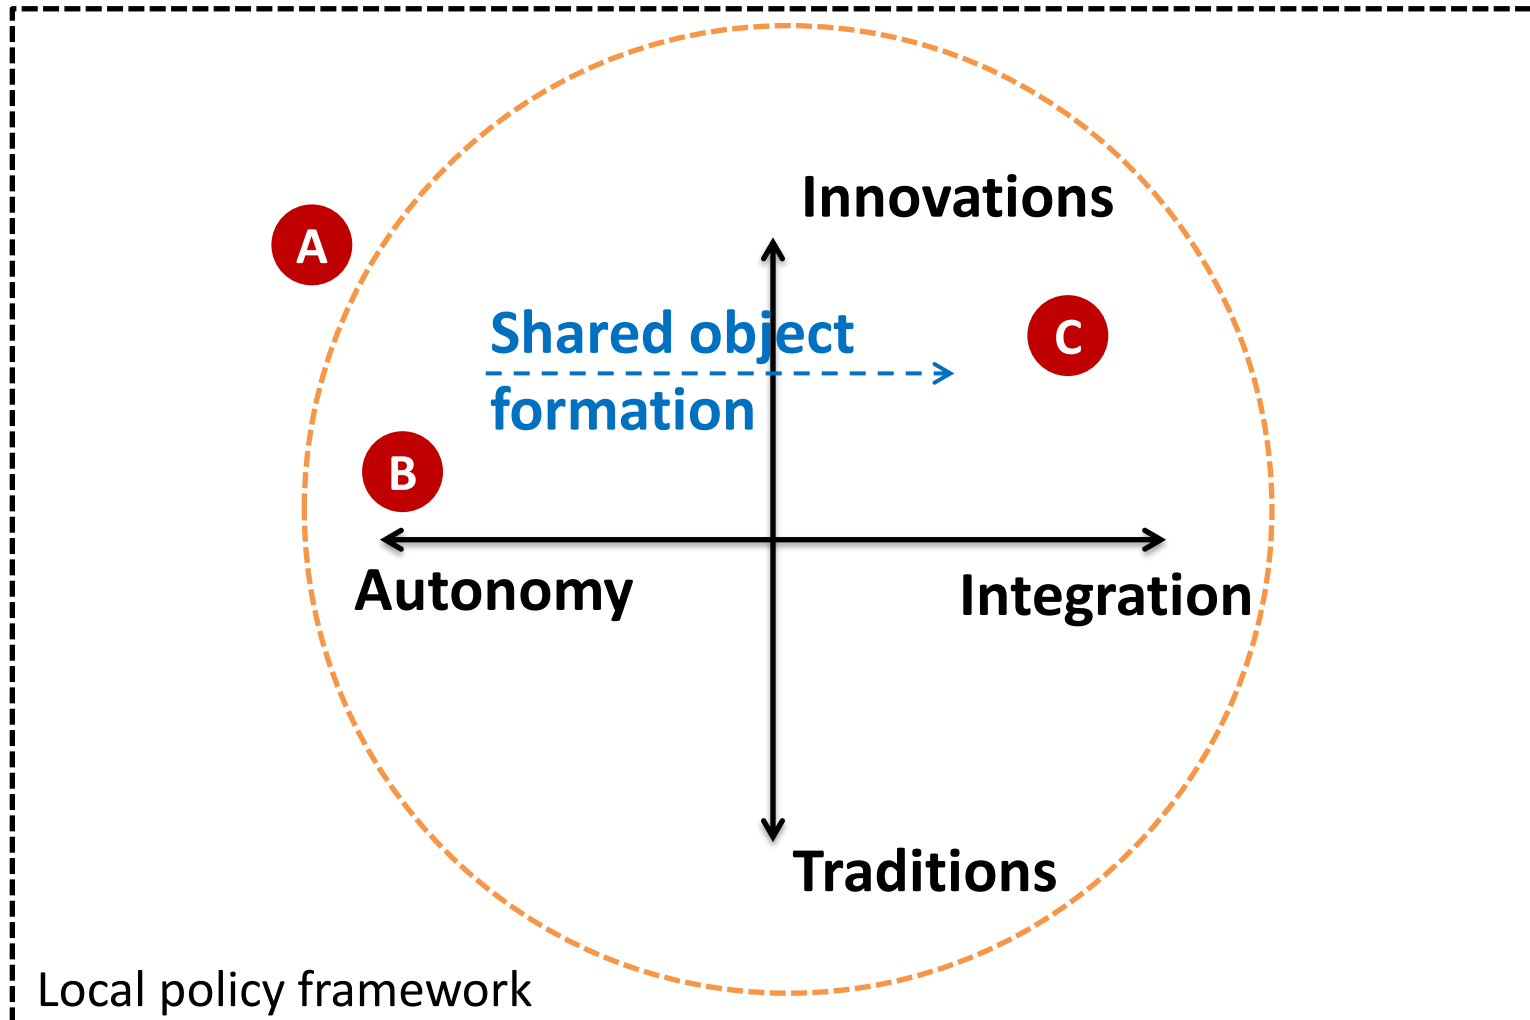 Innovations
A
Shared object
C
formation
B
Autonomy
Integration
Traditions
Local policy framework